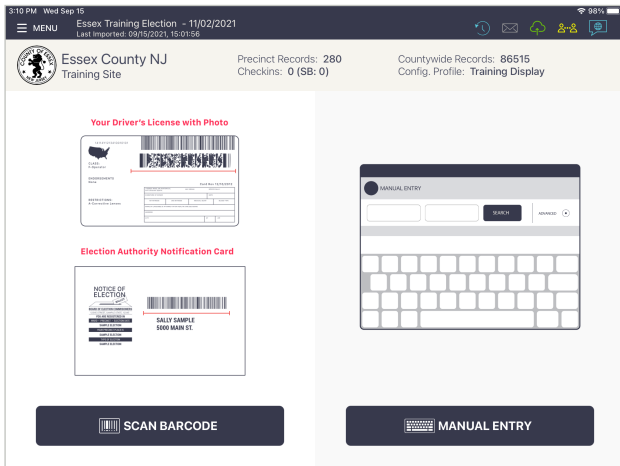 3:10 PM Wed Sep 15
98%
MENU
Essex Training Election - 11/02/2021
Last Imported: 09/15/2021, 15:01:56
Essex County NJ
Training Site
Precinct Records: 280
Checkins: 0 (SB: 0)
Countywide Records: 86515
Config. Profile: Training Display
Your Driver's License with Photo
CLASS:
ENDORSEMENTS:
None
RESTRICTIONS:
Election Authority Notification Card
NOTICE OF
ELECTION
SALLY SAMPLE
5000 MAIN ST.
MANUAL ENTRY
SEARCH
ADVANCED
SCAN BARCODE
MANUAL ENTRY